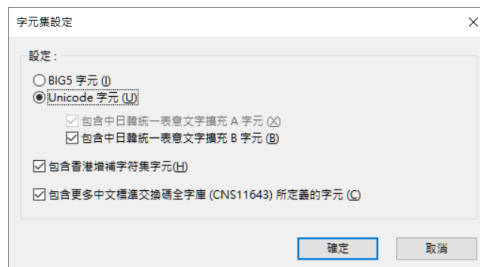 字元集設定
設定：
BIG5 字元 (I)
Unicode 字元 (U)
包含中日韓統一表意文字擴充 A 字元 (X)
包含中日韓統一表意文字擴充 B 字元 (B)
包含香港增補字符集字元(H)
包含更多中文標準交換碼全字庫 (CNS11643) 所定義的字元 (C)
確定 取消